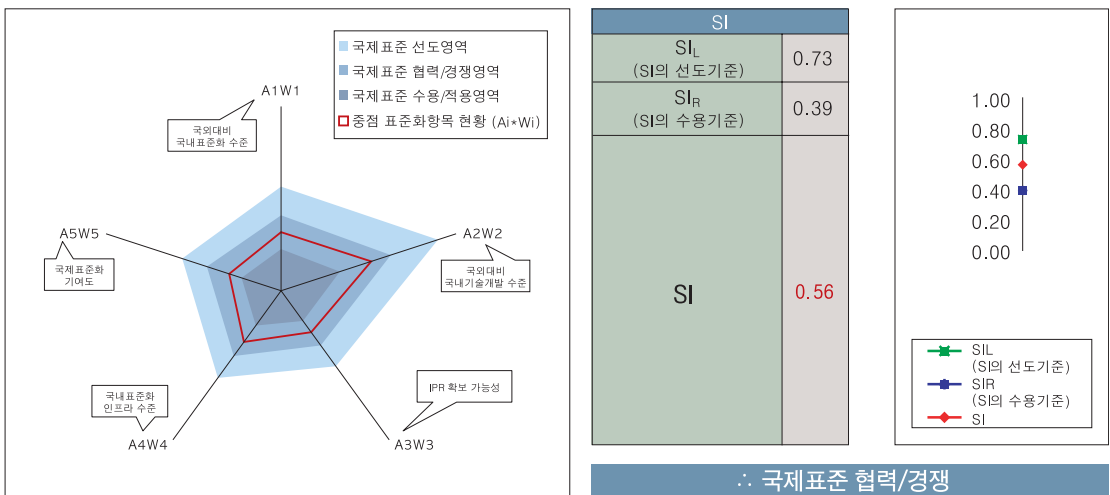 국제표준 선도영역
국제표준 협력/경쟁영역
국제표준 수용/적용영역
중점 표준화항목 현황 (Ai*Wi)
A1W1
국외대비
국내표준화 수준
A2W2
국외대비
국내기술개발 수준
A3W3
IPR 확보 가능성
A4W4
국내표준화
인프라 수준
A5W5
국제표준화
기여도
SI
SIL
(SI의 선도기준)
0.73
SIR
(SI의 수용기준)
0.39
SI
0.56
1.00
0.80
0.60
0.40
0.20
0.00
SIL
(SI의 선도기준)
SIR
(SI의 수용기준)
SI
∴ 국제표준 협력/경쟁